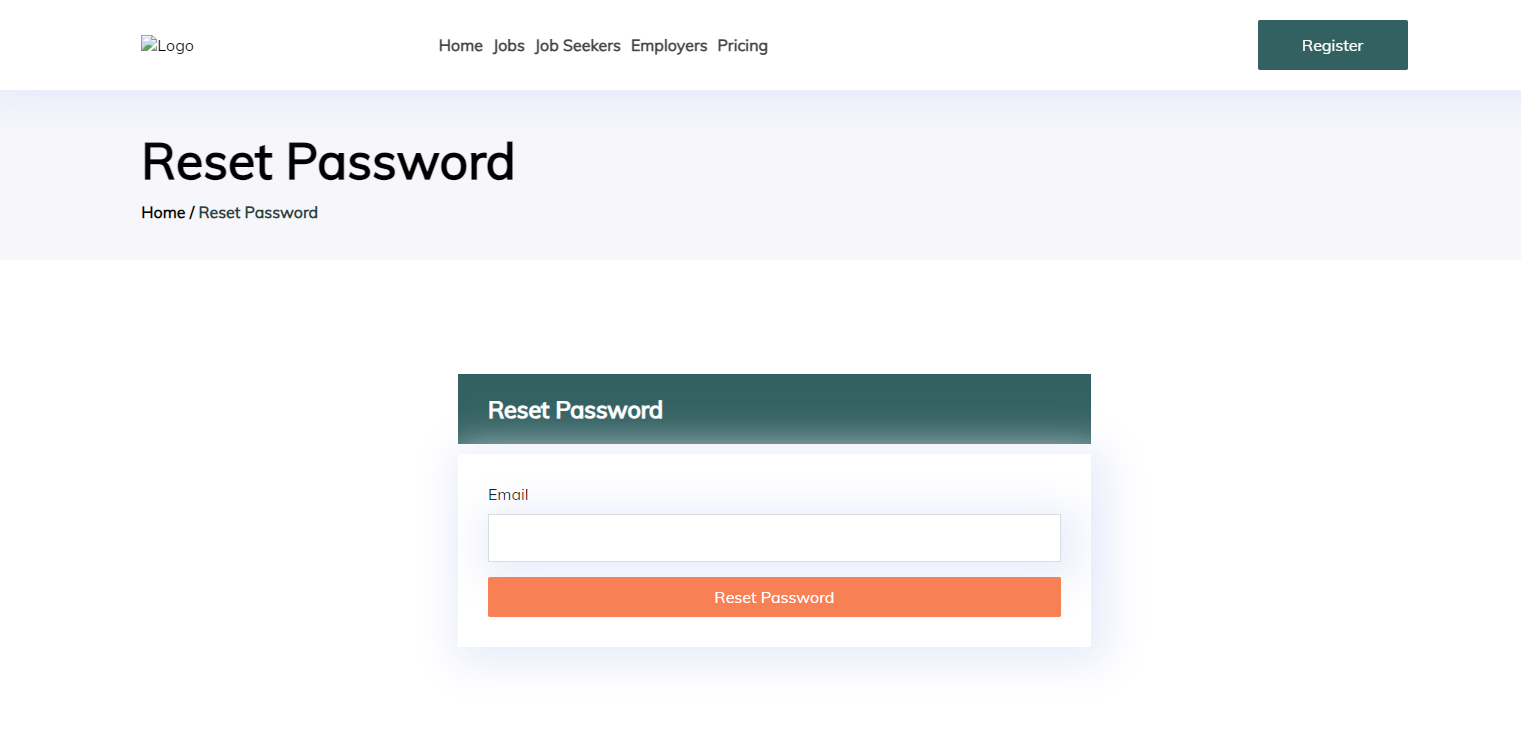 Logo
Home Jobs Job Seekers Employers Pricing
Register
Reset Password
Home / Reset Password
Reset Password
Email
Reset Password